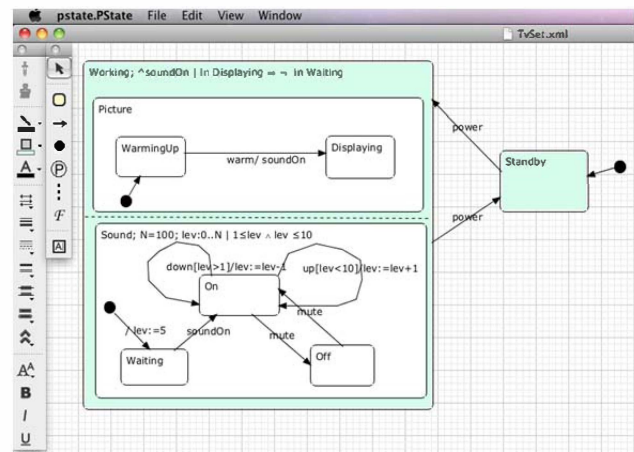 pstate.PState File Edit View Window
TvSet.xml
Working; ^soundOn | In Displaying ⇒ ¬ in Waiting
Picture
WarmingUp
Displaying
warm/ soundOn
power
Standby
power
Sound; N=100; lev:0..N | 1≤lev ∧ lev ≤10
down[lev>1]/lev:=lev-1
up[lev<10]/lev:=lev+1
On
mute
/ lev:=5
soundOn
mute
Waiting
Off
A
P
F
A
AA
B
I
U